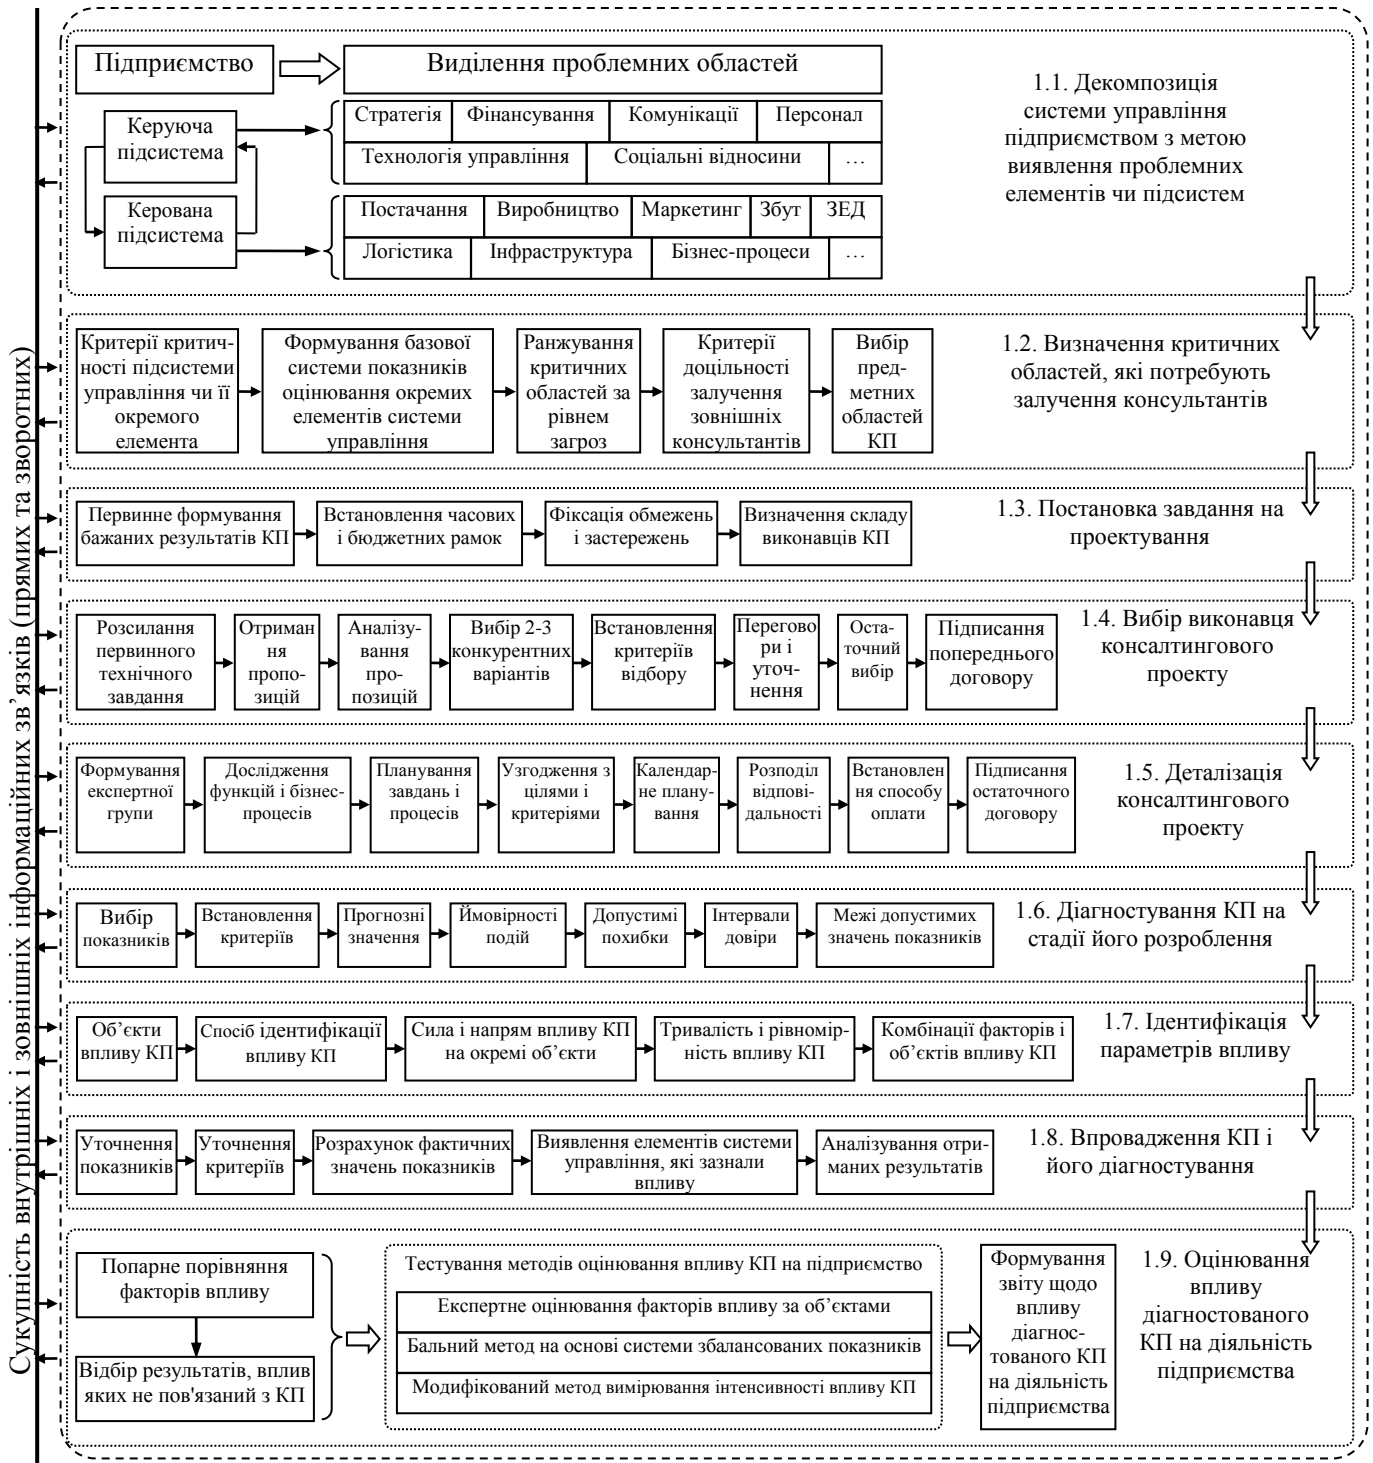 Сукупність внутрішніх і зовнішніх інформаційних зв’язків (прямих та зворотних)
Підприємство
Виділення проблемних областей
1.1. Декомпозиція
системи управління
підприємством з метою
виявлення проблемних
елементів чи підсистем
Керуюча
підсистема
Стратегія
Фінансування
Комунікації
Персонал
Технологія управління
Соціальні відносини
…
Керована
підсистема
Постачання
Виробництво
Маркетинг
Збут
ЗЕД
Логістика
Інфраструктура
Бізнес-процеси
…
Критерії критич-
ності підсистеми
управління чи її
окремого
елемента
Формування базової
системи показників
оцінювання окремих
елементів системи
управління
Ранжування
критичних
областей за
рівнем
загроз
Критерії
доцільності
залучення
зовнішніх
консультантів
Вибір
пред-
метних
областей
КП
1.2. Визначення критичних
областей, які потребують
залучення консультантів
Первинне формування
бажаних результатів КП
Встановлення часових
і бюджетних рамок
Фіксація обмежень
і застережень
Визначення складу
виконавців КП
1.3. Постановка завдання на
проектування
Розсилання
первинного
технічного
завдання
Отриман
ня
пропо-
зицій
Аналізу-
вання
про-
позицій
Вибір 2-3
конкурентних
варіантів
Встановлення
критеріїв
відбору
Перегово
ри і
уточ-
нення
Оста-
точний
вибір
Підписання
попереднього
договору
1.4. Вибір виконавця
консалтингового
проекту
Формування
експертної
групи
Дослідження
функцій і бізнес-
процесів
Планування
завдань і
процесів
Узгодження з
цілями і
критеріями
Календар-
не плану-
вання
Розподіл
відпові-
дальності
Встановлен
ня способу
оплати
Підписання
остаточного
договору
1.5. Деталізація
консалтингового
проекту
Вибір
показників
Встановлення
критеріїв
Прогнозні
значення
Ймовірності
подій
Допустимі
похибки
Інтервали
довіри
Межі допустимих
значень показників
1.6. Діагностування КП на
стадії його розроблення
Об’єкти
впливу КП
Спосіб ідентифікації
впливу КП
Сила і напрям впливу КП
на окремі об’єкти
Тривалість і рівномір-
ність впливу КП
Комбінації факторів і
об’єктів впливу КП
1.7. Ідентифікація
параметрів впливу
Уточнення
показників
Уточнення
критеріїв
Розрахунок фактичних
значень показників
Виявлення елементів системи
управління, які зазнали
впливу
Аналізування отри-
маних результатів
1.8. Впровадження КП і
його діагностування
Попарне порівняння
факторів впливу
Відбір результатів, вплив
яких не пов'язаний з КП
Тестування методів оцінювання впливу КП на підприємство
Експертне оцінювання факторів впливу за об’єктами
Бальний метод на основі системи збалансованих показників
Модифікований метод вимірювання інтенсивності впливу КП
Формування
звіту щодо
впливу
діагнос-
тованого КП
на діяльність
підприємства
1.9. Оцінювання
впливу
діагностованого
КП на діяльність
підприємства